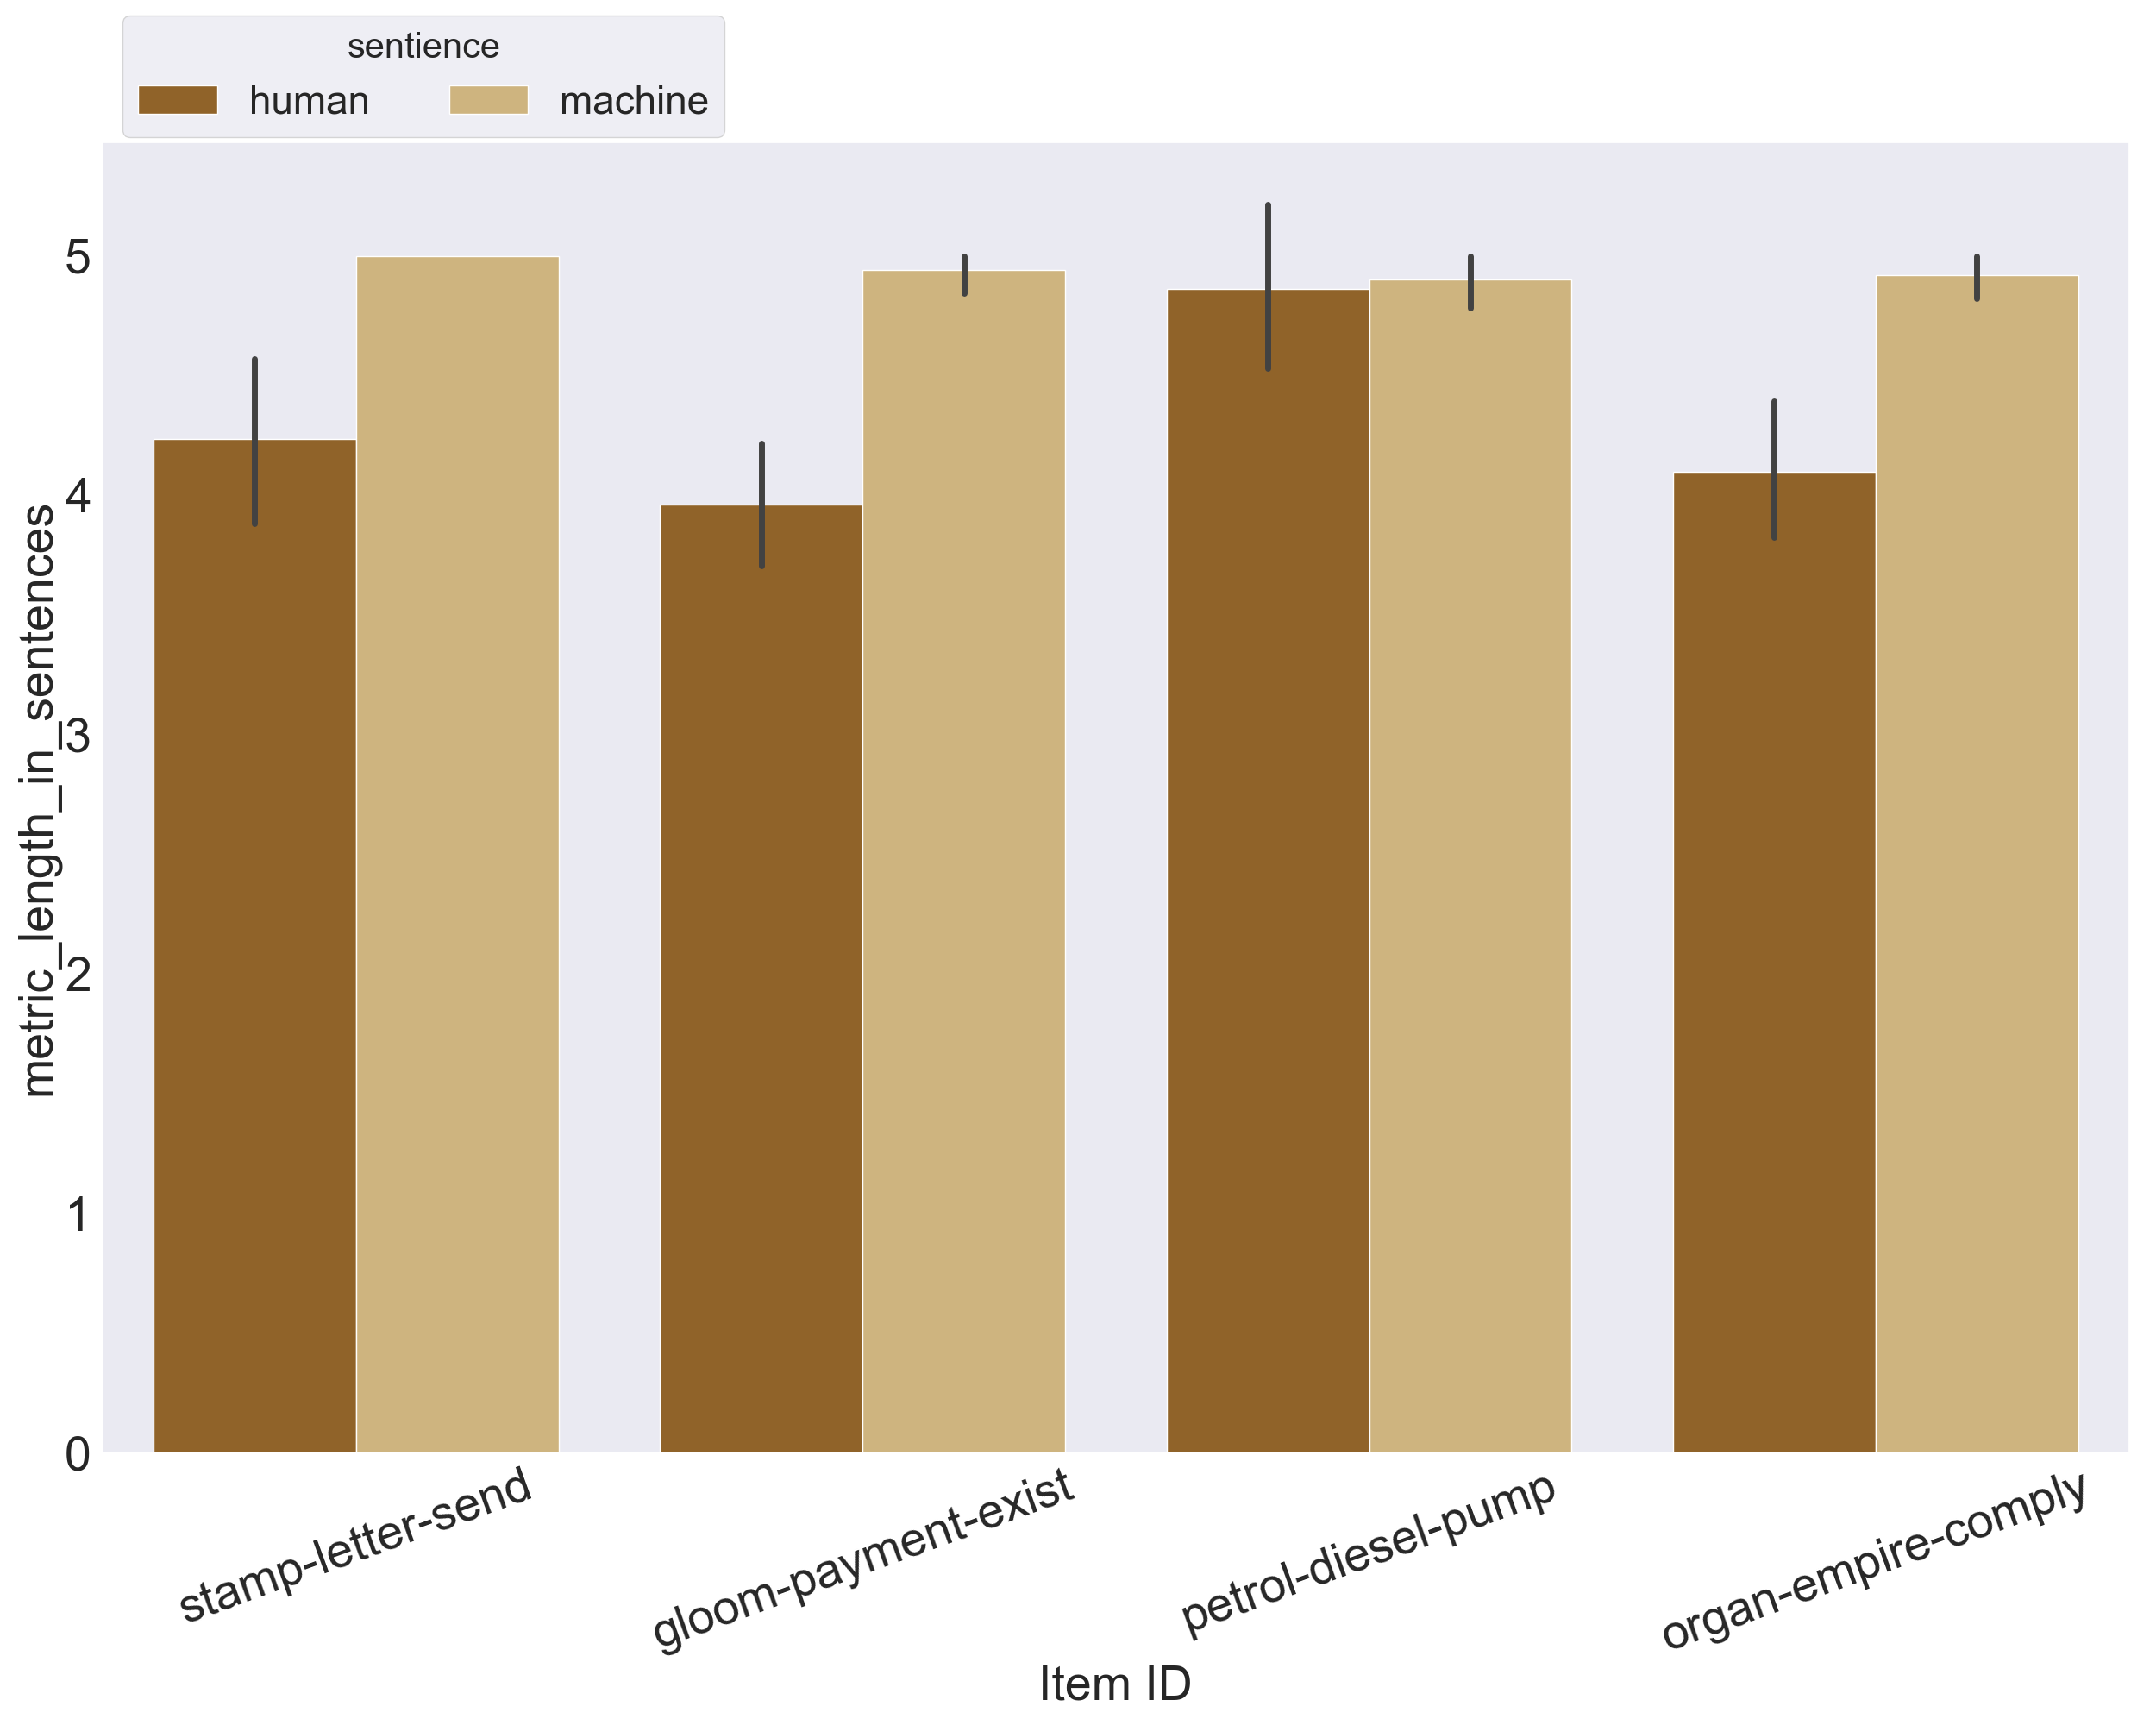 sentience
human machine
5
4
3
2
1
0
metric_length_in_sentences
stamp-letter-send
gloom-payment-exist
petrol-diesel-pump
organ-empire-comply
Item ID